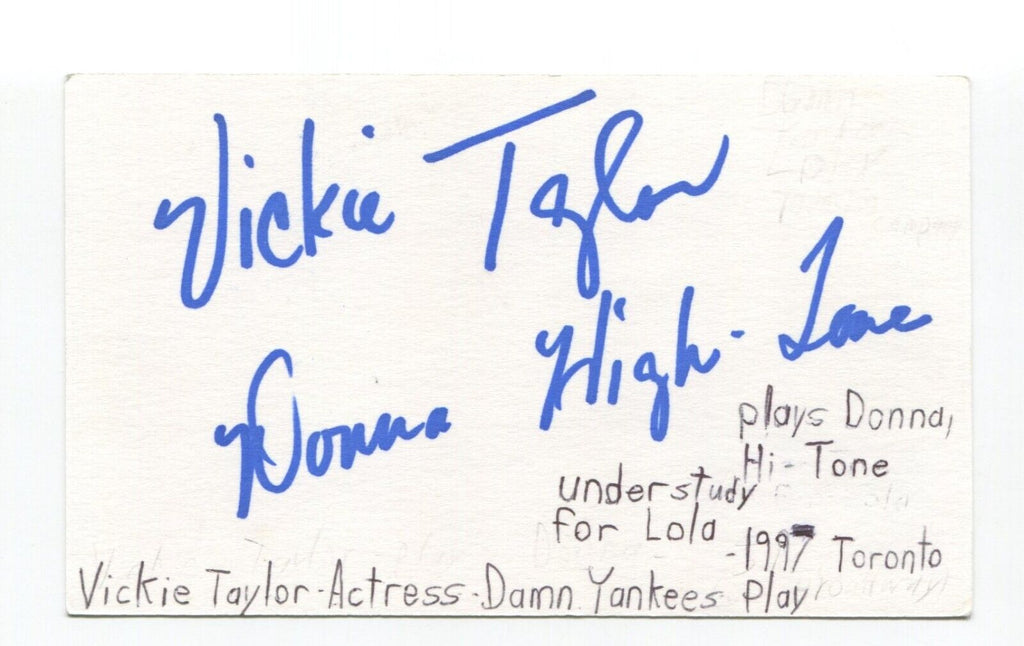 Vickie Taylor
Donna High-Tone
plays Donna,
Hi-Tone
understudy
for Lola
-1997 Toronto
Vickie Taylor-Actress-Damn Yankees Play